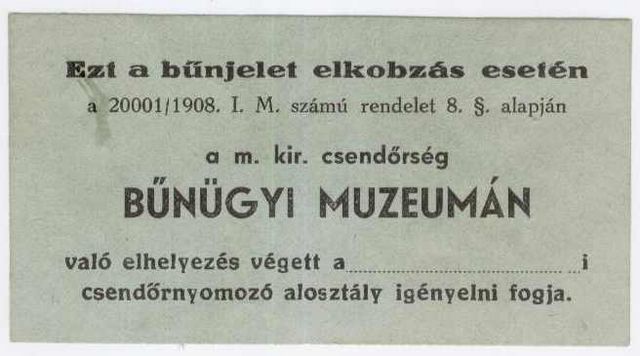 Ezt a bűnjelet elkobzás esetén
a 20001/1908. I. M. számú rendelet 8. §. alapján
a m. kir. csendőrség
BŰNÜGYI MUZEUMÁN
való elhelyezés végett a........................................i
csendőrnyomozó alosztály igényelni fogja.